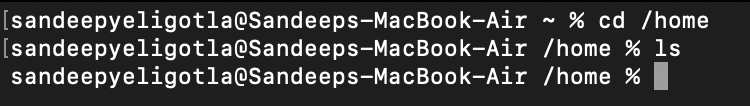 [sandeepyeligotla@Sandeeps-MacBook-Air ~ % cd /home
[sandeepyeligotla@Sandeeps-MacBook-Air /home % ls
sandeepyeligotla@Sandeeps-MacBook-Air /home %